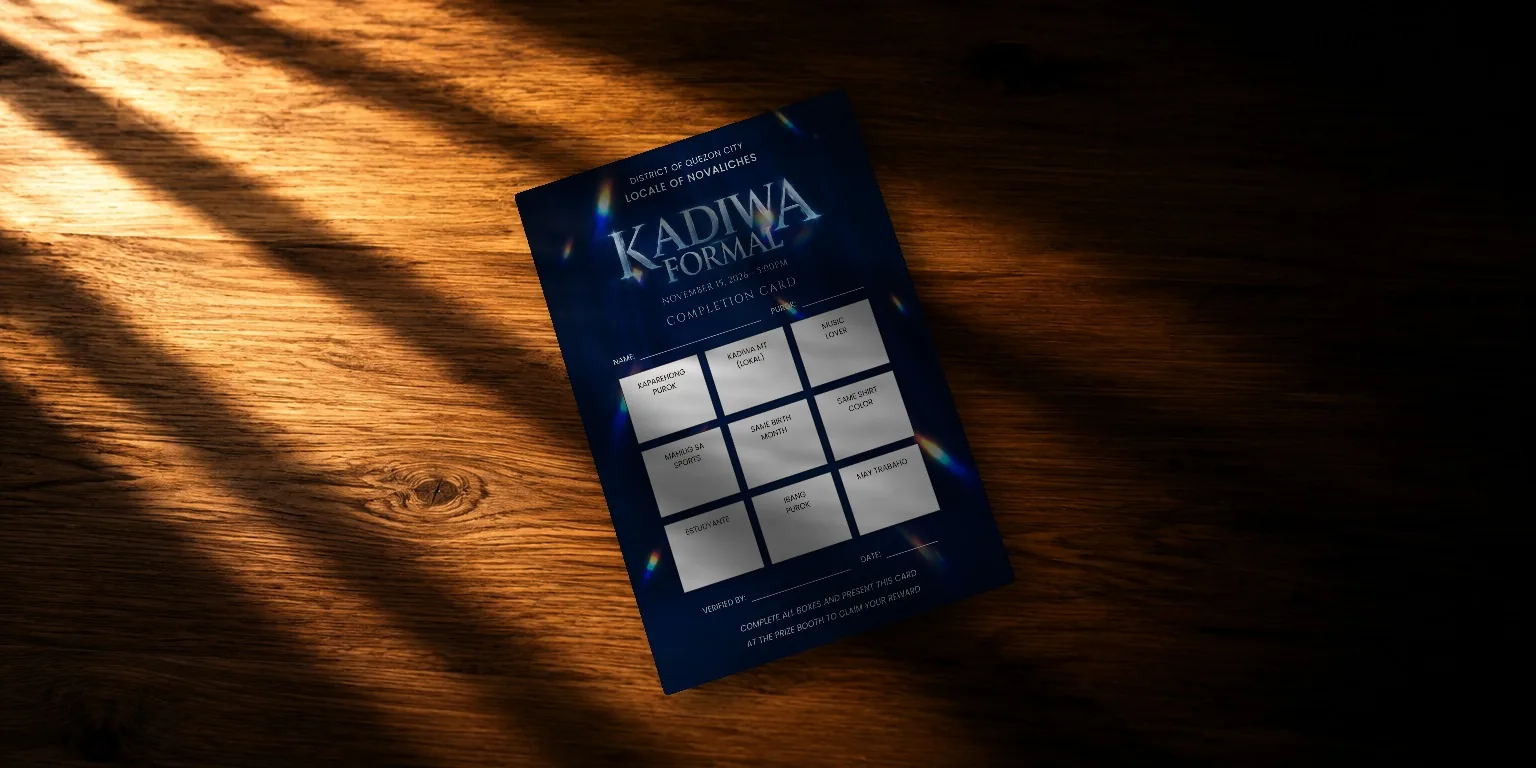 DISTRICT OF QUEZON CITY
LOCALE OF NOVALICHES
KADIWA
FORMAL
NOVEMBER 15, 2026 - 5:00PM
COMPLETION CARD
NAME: PUROK:
KAPAREHONG
PUROK
KADIWA MT
(LOKAL)
MUSIC
LOVER
MAHILIG SA
SPORTS
SAME BIRTH
MONTH
SAME SHIRT
COLOR
ESTUDYANTE
IBANG
PUROK
MAY TRABAHO
VERIFIED BY: DATE:
COMPLETE ALL BOXES AND PRESENT THIS CARD
AT THE PRIZE BOOTH TO CLAIM YOUR REWARD